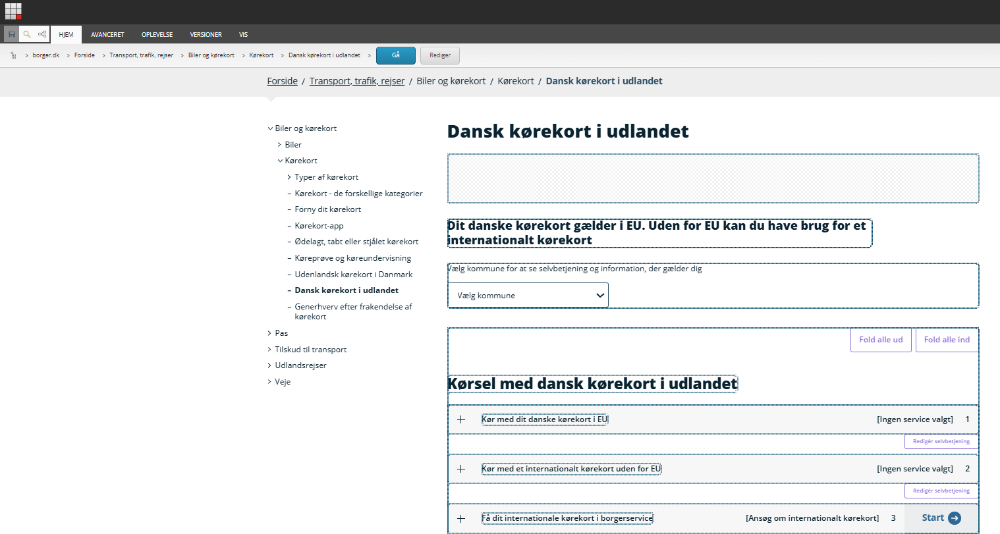 HJEM AVANCERET OPLEVELSE VERSIONER VIS
borger.dk Forside Transport, trafik, rejser Biler og kørekort Kørekort Dansk kørekort i udlandet Gå Rediger
Forside / Transport, trafik, rejser / Biler og kørekort / Kørekort / Dansk kørekort i udlandet
Biler og kørekort
Biler
Kørekort
Typer af kørekort
– Kørekort - de forskellige kategorier
– Forny dit kørekort
– Kørekort-app
– Ødelagt, tabt eller stjålet kørekort
– Køreprøve og køreundervisning
– Udenlandsk kørekort i Danmark
– Dansk kørekort i udlandet
– Generhverv efter frakendelse af
kørekort
Pas
Tilskud til transport
Udlandsrejser
Veje
Dansk kørekort i udlandet
Dit danske kørekort gælder i EU. Uden for EU kan du have brug for et
internationalt kørekort
Vælg kommune for at se selvbetjening og information, der gælder dig
Vælg kommune
Fold alle ud Fold alle ind
Kørsel med dansk kørekort i udlandet
Kør med dit danske kørekort i EU [Ingen service valgt] 1
Redigér selvbetjening
Kør med et internationalt kørekort uden for EU [Ingen service valgt] 2
Redigér selvbetjening
Få dit internationale kørekort i borgerservice [Ansøg om internationalt kørekort] 3 Start